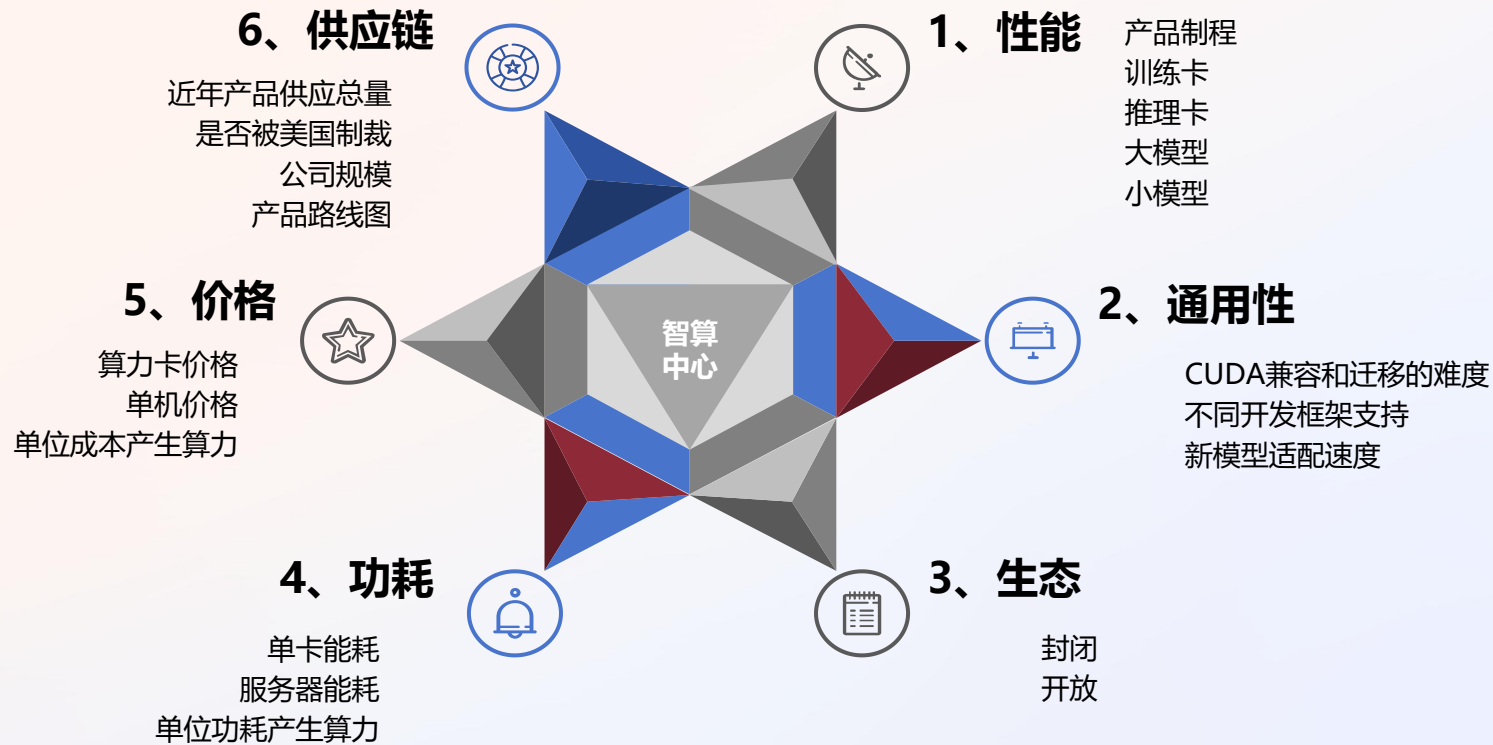 1、性能
产品制程
训练卡
推理卡
大模型
小模型
2、通用性
CUDA兼容和迁移的难度
不同开发框架支持
新模型适配速度
3、生态
封闭
开放
4、功耗
单卡能耗
服务器能耗
单位功耗产生算力
5、价格
算力卡价格
单机价格
单位成本产生算力
6、供应链
近年产品供应总量
是否被美国制裁
公司规模
产品路线图
智算
中心